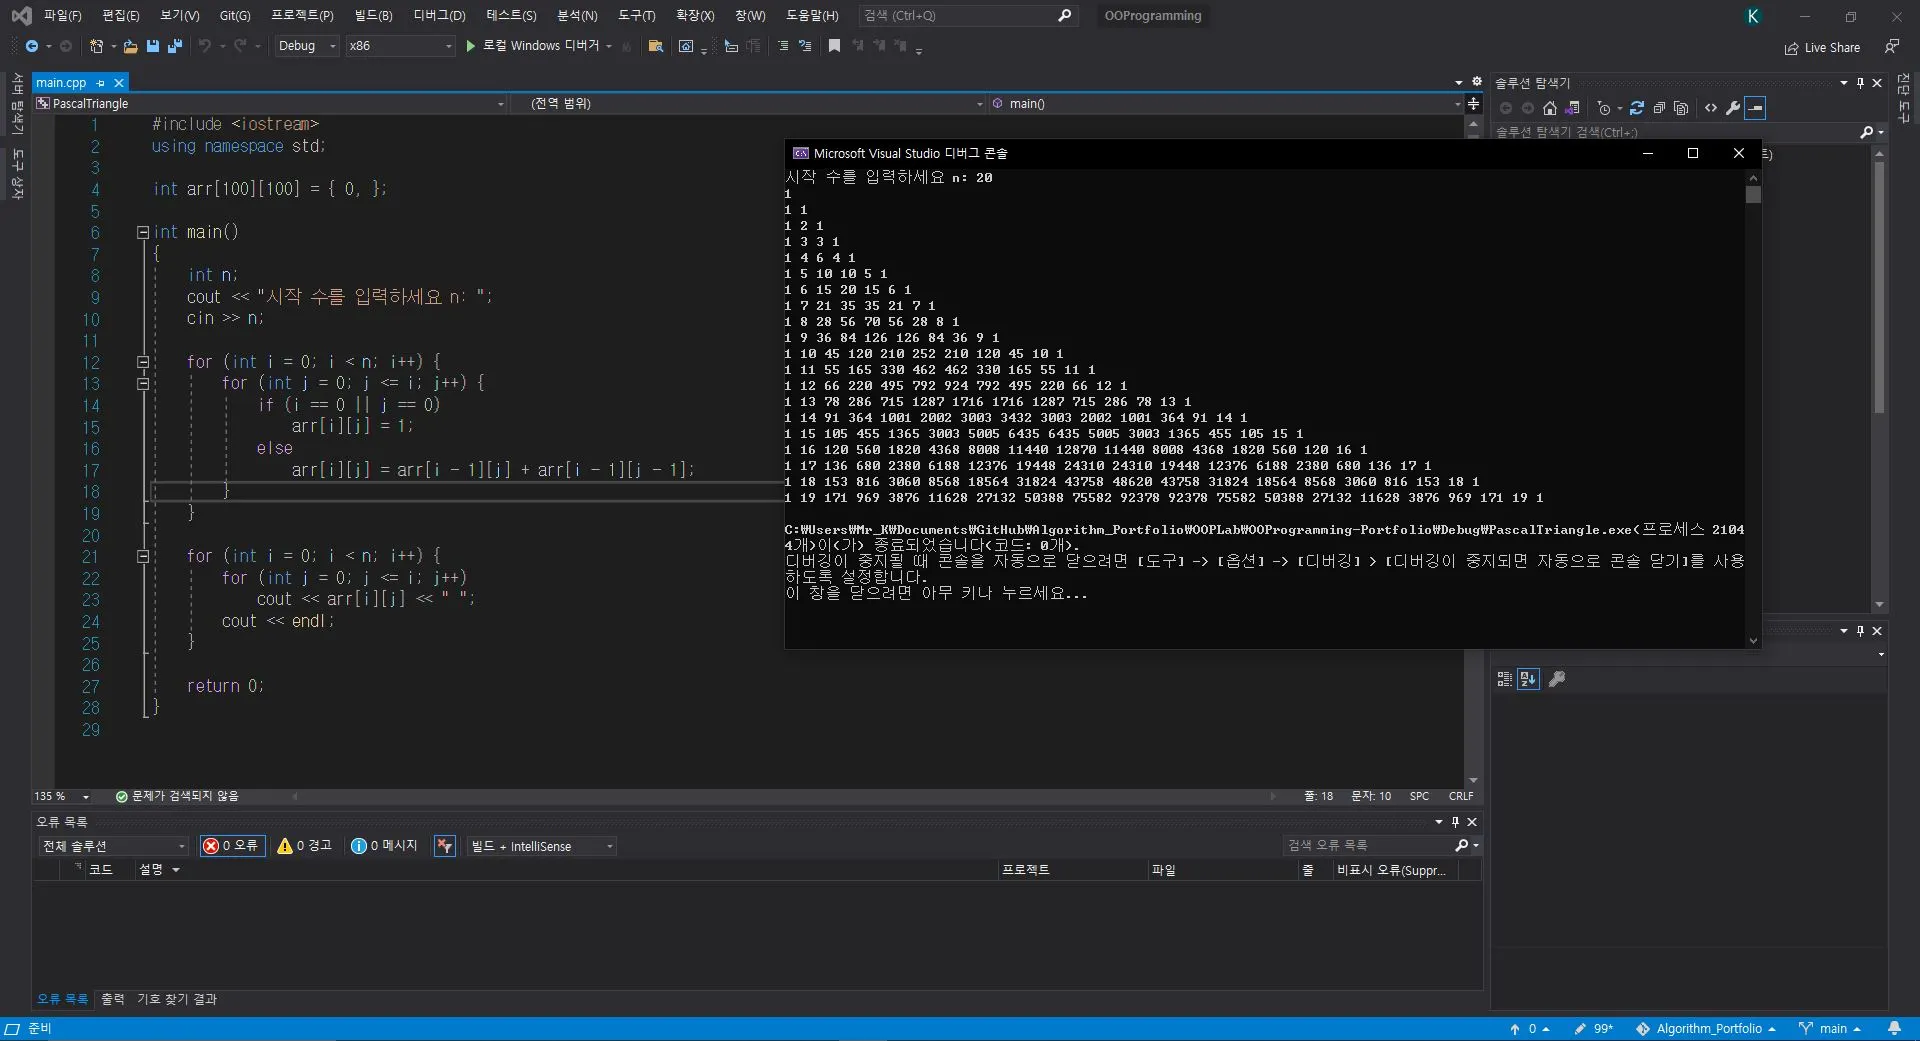 파일(F) 편집(E) 보기(V) Git(G) 프로젝트(P) 빌드(B) 디버그(D) 테스트(S) 분석(N) 도구(T) 확장(X) 창(W) 도움말(H) 검색 (Ctrl+Q) OOProgramming K
Debug x86 로컬 Windows 디버거 Live Share
서버 탐색기
도구 상자
main.cpp
PascalTriangle (전역 범위) main()
1 #include <iostream>
2 using namespace std;
3
4 int arr[100][100] = { 0, };
5
6 int main()
7 {
8 int n;
9 cout << "시작 수를 입력하세요 n: ";
10 cin >> n;
11
12 for (int i = 0; i < n; i++) {
13 for (int j = 0; j <= i; j++) {
14 if (i == 0 || j == 0)
15 arr[i][j] = 1;
16 else
17 arr[i][j] = arr[i - 1][j] + arr[i - 1][j - 1];
18 }
19 }
20
21 for (int i = 0; i < n; i++) {
22 for (int j = 0; j <= i; j++)
23 cout << arr[i][j] << " ";
24 cout << endl;
25 }
26
27 return 0;
28 }
29
Microsoft Visual Studio 디버그 콘솔
시작 수를 입력하세요 n: 20
1
1 1
1 2 1
1 3 3 1
1 4 6 4 1
1 5 10 10 5 1
1 6 15 20 15 6 1
1 7 21 35 35 21 7 1
1 8 28 56 70 56 28 8 1
1 9 36 84 126 126 84 36 9 1
1 10 45 120 210 252 210 120 45 10 1
1 11 55 165 330 462 462 330 165 55 11 1
1 12 66 220 495 792 924 792 495 220 66 12 1
1 13 78 286 715 1287 1716 1716 1287 715 286 78 13 1
1 14 91 364 1001 2002 3003 3432 3003 2002 1001 364 91 14 1
1 15 105 455 1365 3003 5005 6435 6435 5005 3003 1365 455 105 15 1
1 16 120 560 1820 4368 8008 11440 12870 11440 8008 4368 1820 560 120 16 1
1 17 136 680 2380 6188 12376 19448 24310 24310 19448 12376 6188 2380 680 136 17 1
1 18 153 816 3060 8568 18564 31824 43758 48620 43758 31824 18564 8568 3060 816 153 18 1
1 19 171 969 3876 11628 27132 50388 75582 92378 92378 75582 50388 27132 11628 3876 969 171 19 1
C:₩Users₩Mr_K₩Documents₩GitHub₩Algorithm_Portfolio₩OOPLab₩OOProgramming-Portfolio₩Debug₩PascalTriangle.exe(프로세스 2104
4개)이(가) 종료되었습니다(코드: 0개).
디버깅이 중지될 때 콘솔을 자동으로 닫으려면 [도구] -> [옵션] -> [디버깅] > [디버깅이 중지되면 자동으로 콘솔 닫기]를 사용
하도록 설정합니다.
이 창을 닫으려면 아무 키나 누르세요...
솔루션 탐색기
솔루션 탐색기 검색(Ctrl+;)
트)
진단 도구
135 % 문제가 검색되지 않음 줄: 18 문자: 10 SPC CRLF
오류 목록
전체 솔루션 0 오류 0 경고 0 메시지 빌드 + IntelliSense 검색 오류 목록
코드 설명 프로젝트 파일 줄 비표시 오류(Suppr...
오류 목록 출력 기호 찾기 결과
준비 0 99* Algorithm_Portfolio main